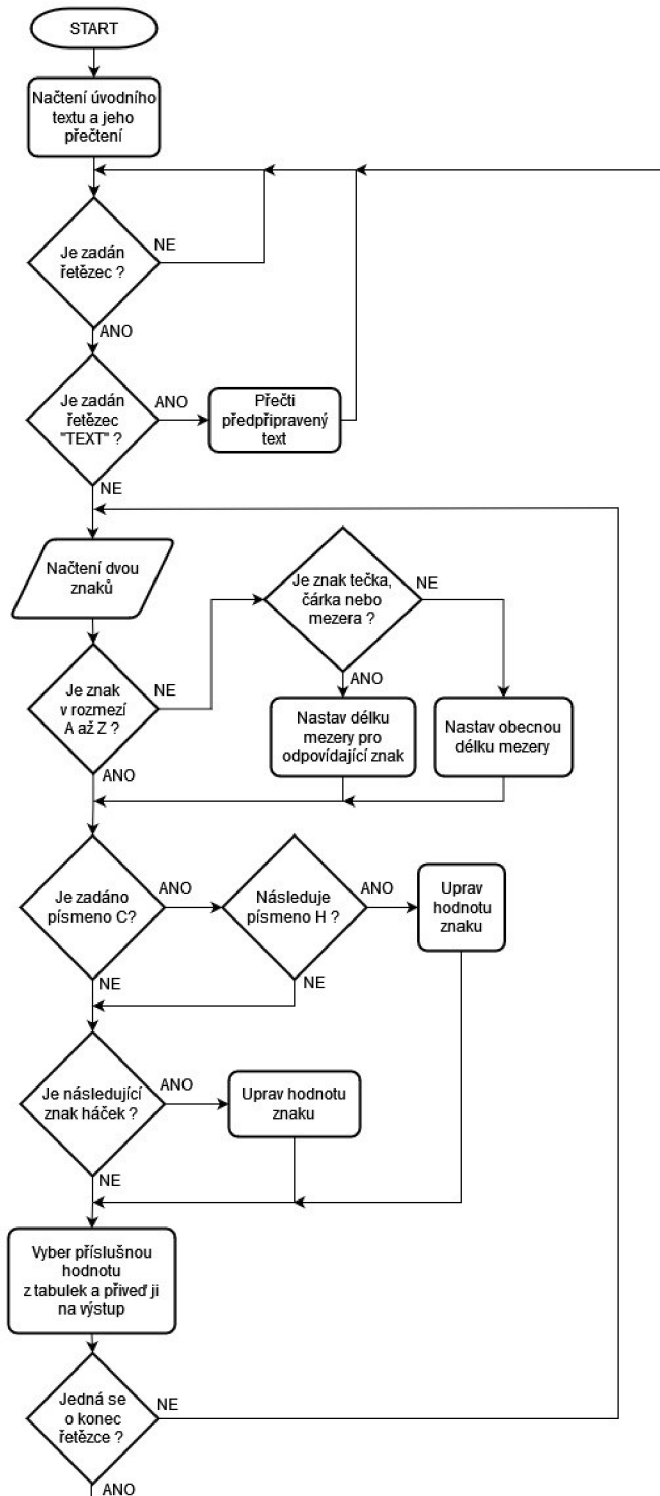 START
Načtení úvodního
textu a jeho
přečtení
Je zadán
řetězec ?
NE
ANO
Je zadán
řetězec
"TEXT" ?
ANO
Přečti
předpřipravený
text
NE
Načtení dvou
znaků
Je znak tečka,
čárka nebo
mezera ?
NE
ANO
Je znak
v rozmezí
A až Z ?
NE
Nastav délku
mezery pro
odpovídající znak
Nastav obecnou
délku mezery
ANO
Je zadáno
písmeno C?
ANO
Následuje
písmeno H ?
ANO
Uprav
hodnotu
znaku
NE
NE
Je následující
znak háček ?
ANO
Uprav hodnotu
znaku
NE
Vyber příslušnou
hodnotu
z tabulek a přiveď ji
na výstup
Jedná se
o konec
řetězce ?
NE
ANO